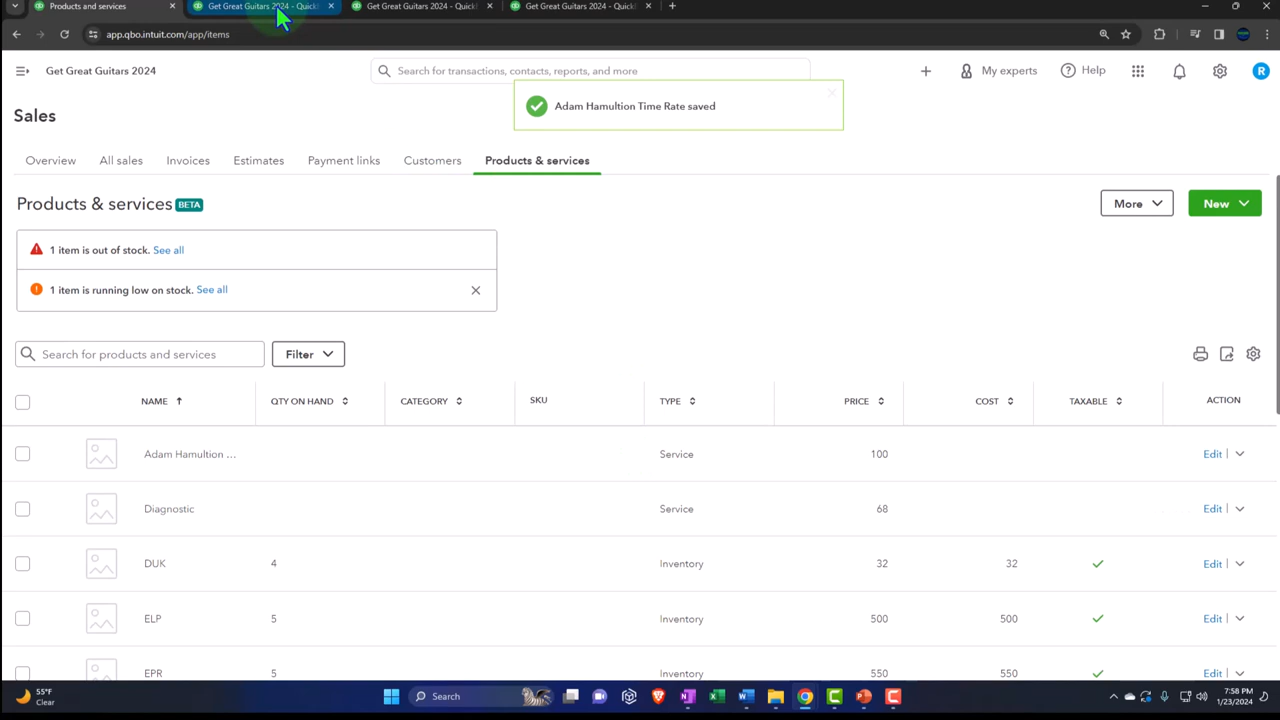 Products and services
Get Great Guitars 2024 - Quick
Get Great Guitars 2024 - QuickB
Get Great Guitars 2024 - QuickB
app.qbo.intuit.com/app/items
Get Great Guitars 2024
Search for transactions, contacts, reports, and more
My experts
Help
R
Adam Hamultion Time Rate saved
Sales
Overview
All sales
Invoices
Estimates
Payment links
Customers
Products & services
Products & services BETA
More
New
1 item is out of stock. See all
1 item is running low on stock. See all
Search for products and services
Filter
NAME
QTY ON HAND
CATEGORY
SKU
TYPE
PRICE
COST
TAXABLE
ACTION
Adam Hamultion ...
Service
100
Edit
Diagnostic
Service
68
Edit
DUK
4
Inventory
32
32
Edit
ELP
5
Inventory
500
500
Edit
EPR
5
Inventory
550
550
Edit
55°F
Clear
Search
7:58 PM
1/23/2024